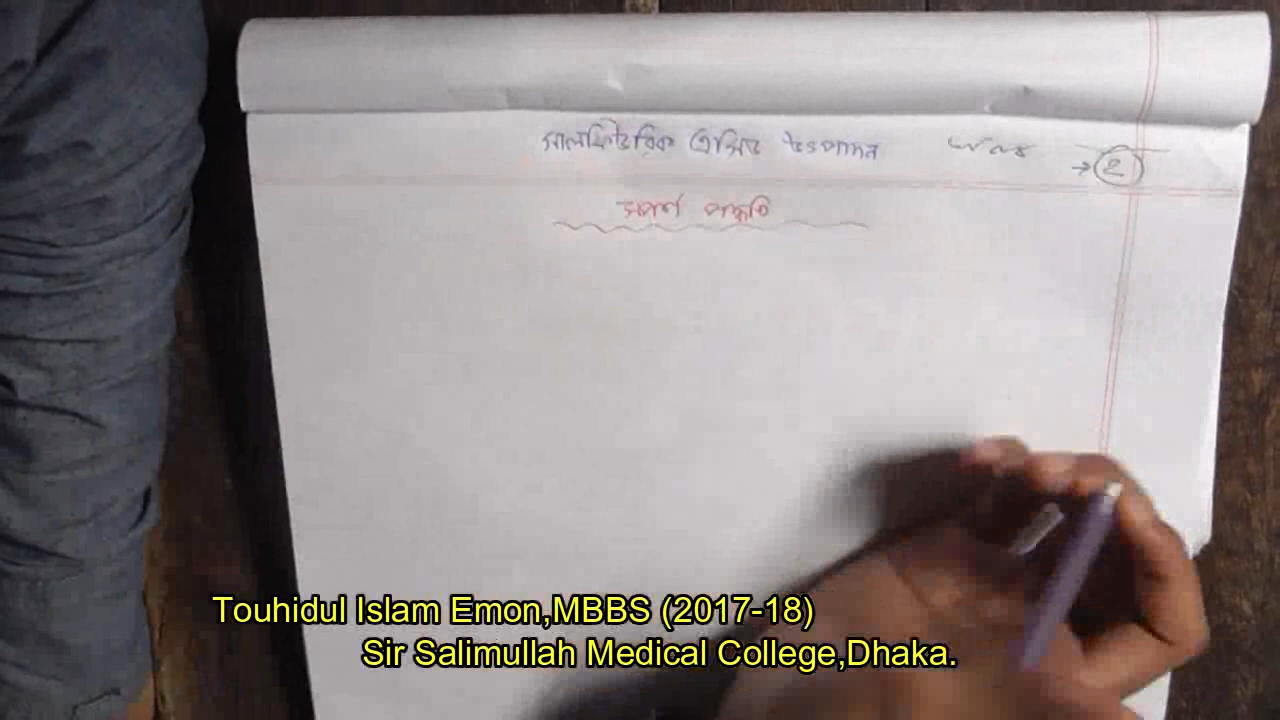 সালফিউরিক এসিড উৎপাদন
→ 2
স্পর্শ পদ্ধতি
Touhidul Islam Emon,MBBS (2017-18)
Sir Salimullah Medical College,Dhaka.